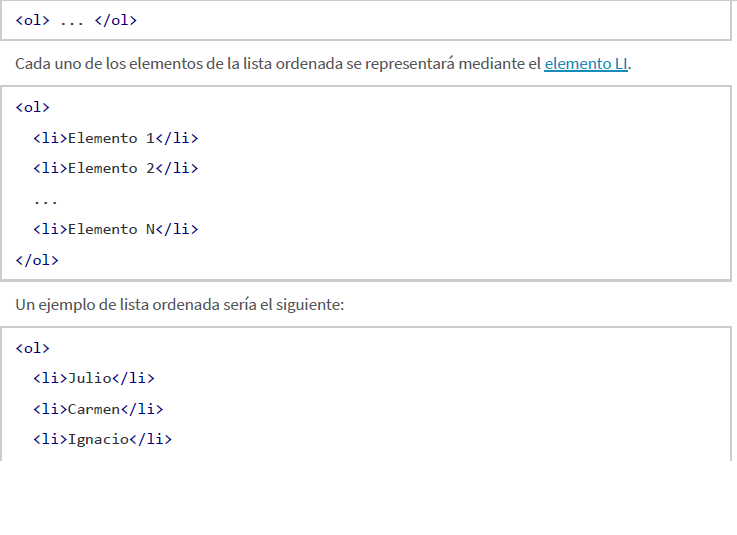 <ol> ... </ol>
Cada uno de los elementos de la lista ordenada se representará mediante el elemento LI.
<ol>
  <li>Elemento 1</li>
  <li>Elemento 2</li>
  ...
  <li>Elemento N</li>
</ol>
Un ejemplo de lista ordenada sería el siguiente:
<ol>
  <li>Julio</li>
  <li>Carmen</li>
  <li>Ignacio</li>